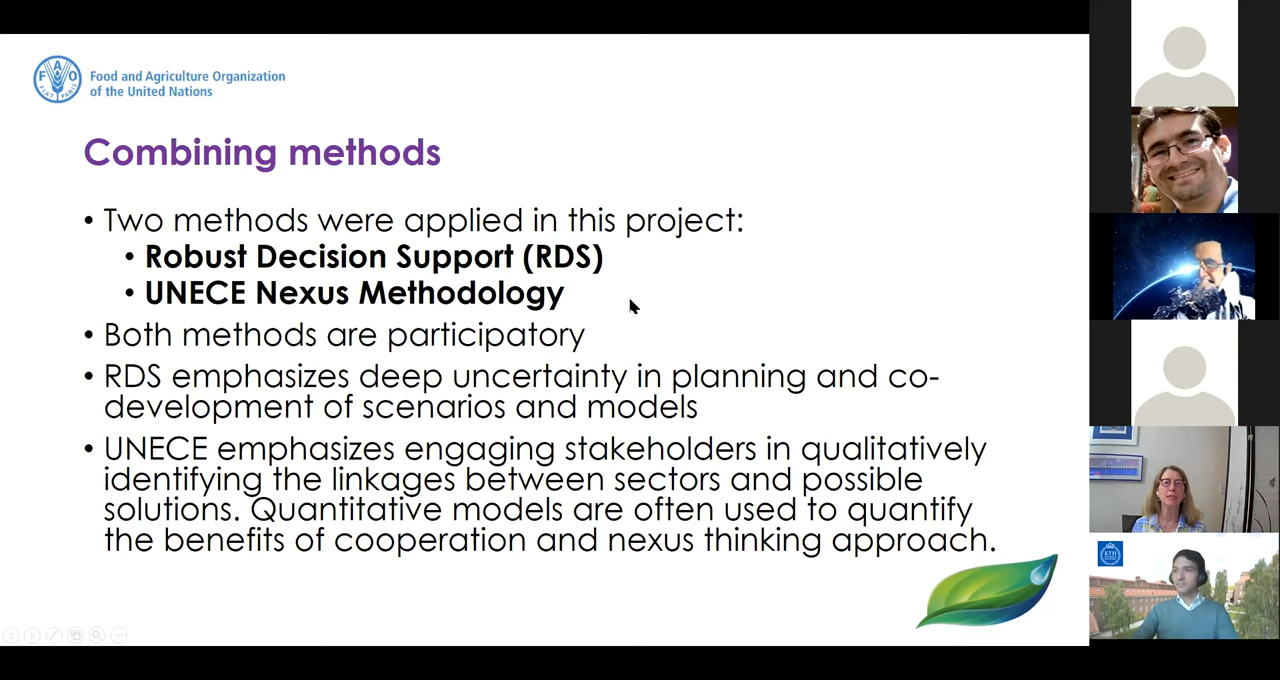 Food and Agriculture Organization
of the United Nations
F A O
FIAT PANIS
Combining methods
• Two methods were applied in this project:
• Robust Decision Support (RDS)
• UNECE Nexus Methodology
• Both methods are participatory
• RDS emphasizes deep uncertainty in planning and co-
development of scenarios and models
• UNECE emphasizes engaging stakeholders in qualitatively
identifying the linkages between sectors and possible
solutions. Quantitative models are often used to quantify
the benefits of cooperation and nexus thinking approach.
KTH